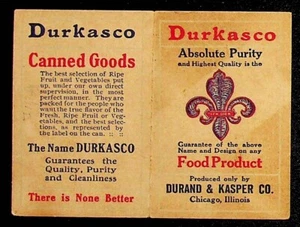 Durkasco
Canned Goods
The best selection of Ripe
Fruit and Vegetables put
up, under our own direct
supervision, in the most
perfect manner. They are
packed for the people who
want the true flavor of the
Fresh, Ripe Fruit or Veg-
etables, and the best selec-
tions, as represented by
the label on the can.
The Name DURKASCO
Guarantees the
Quality, Purity
and Cleanliness
There is None Better
Durkasco
Absolute Purity
and Highest Quality is the
Guarantee of the above
Name and Design on any
Food Product
Produced only by
DURAND & KASPER CO.
Chicago, Illinois